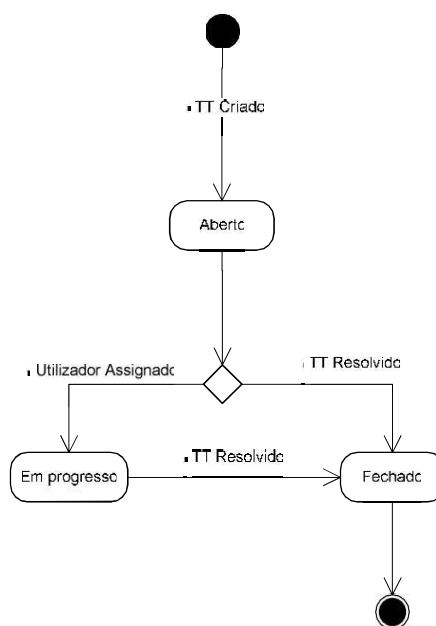 TT Criado
Aberto
Utilizador Assignado
TT Resolvido
Em progresso
TT Resolvido
Fechado